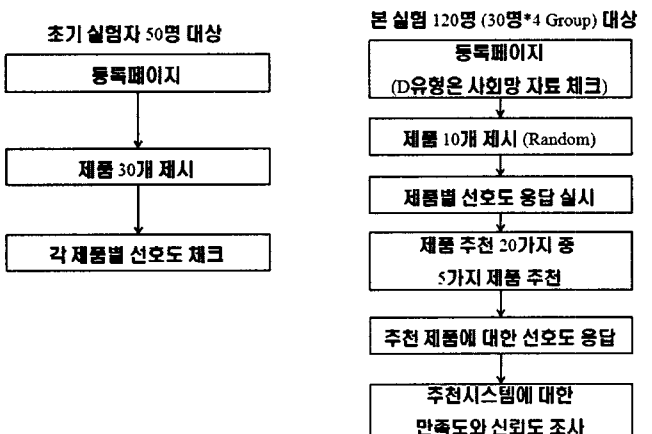 초기 실험자 50명 대상
등록페이지
제품 30개 제시
각 제품별 선호도 체크
본 실험 120명 (30명*4 Group) 대상
등록페이지
(D유형은 사회망 자료 체크)
제품 10개 제시 (Random)
제품별 선호도 응답 실시
제품 추천 20가지 중
5가지 제품 추천
추천 제품에 대한 선호도 응답
추천시스템에 대한
만족도와 신뢰도 조사